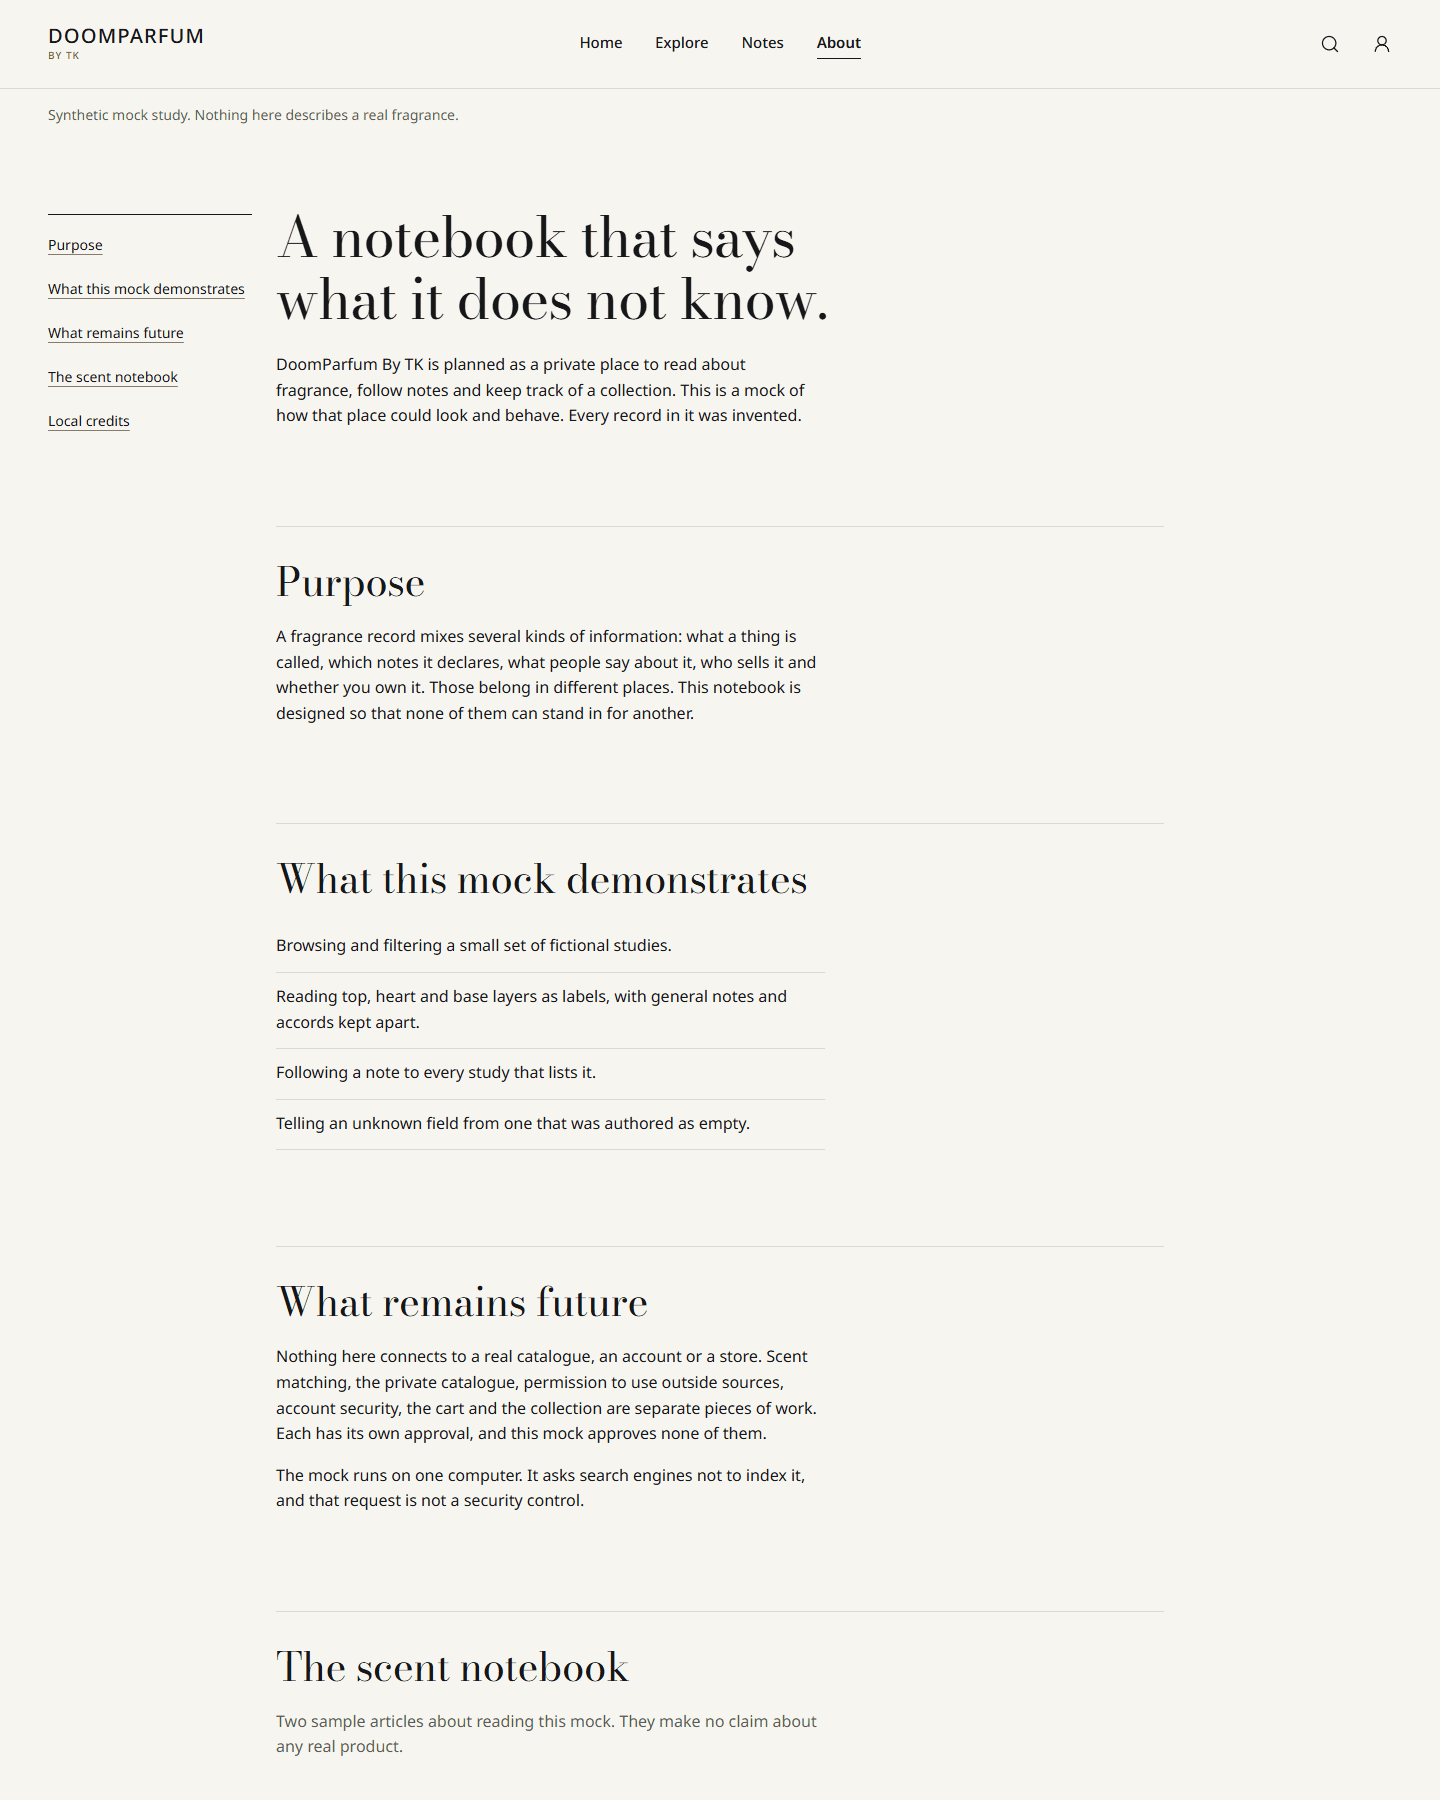 DOOMPARFUM
BY TK
Home Explore Notes About
Synthetic mock study. Nothing here describes a real fragrance.
Purpose
What this mock demonstrates
What remains future
The scent notebook
Local credits
A notebook that says
what it does not know.
DoomParfum By TK is planned as a private place to read about
fragrance, follow notes and keep track of a collection. This is a mock of
how that place could look and behave. Every record in it was invented.
Purpose
A fragrance record mixes several kinds of information: what a thing is
called, which notes it declares, what people say about it, who sells it and
whether you own it. Those belong in different places. This notebook is
designed so that none of them can stand in for another.
What this mock demonstrates
Browsing and filtering a small set of fictional studies.
Reading top, heart and base layers as labels, with general notes and
accords kept apart.
Following a note to every study that lists it.
Telling an unknown field from one that was authored as empty.
What remains future
Nothing here connects to a real catalogue, an account or a store. Scent
matching, the private catalogue, permission to use outside sources,
account security, the cart and the collection are separate pieces of work.
Each has its own approval, and this mock approves none of them.
The mock runs on one computer. It asks search engines not to index it,
and that request is not a security control.
The scent notebook
Two sample articles about reading this mock. They make no claim about
any real product.